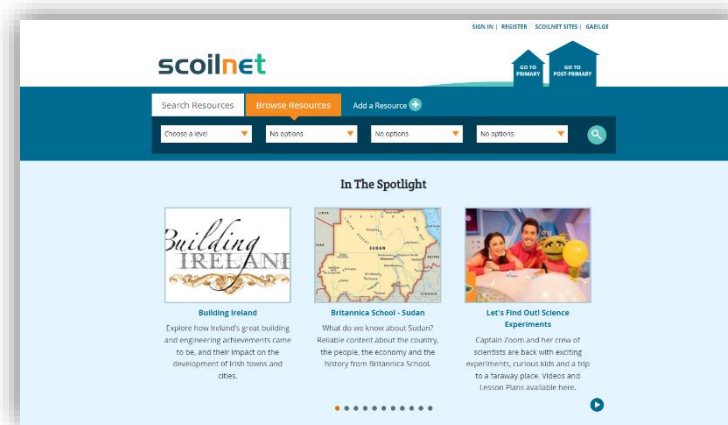 SIGN IN | REGISTER SCOILNET SITES | GAEILGE
scoilnet
GO TO
PRIMARY
GO TO
POST-PRIMARY
Search Resources
Browse Resources
Add a Resource
Choose a level
No options
No options
No options
In The Spotlight
Building
IRELAN
SUDAN
Building Ireland
Explore how Ireland's great building
and engineering achievements came
to be, and their impact on the
development of Irish towns and
cities.
Britannica School - Sudan
What do we know about Sudan?
Reliable content about the country,
the people, the economy and the
history from Britannica School.
Let's Find Out! Science
Experiments
Captain Zoom and her crew of
scientists are back with exciting
experiments, curious kids and a trip
to a faraway place. Videos and
Lesson Plans available here.